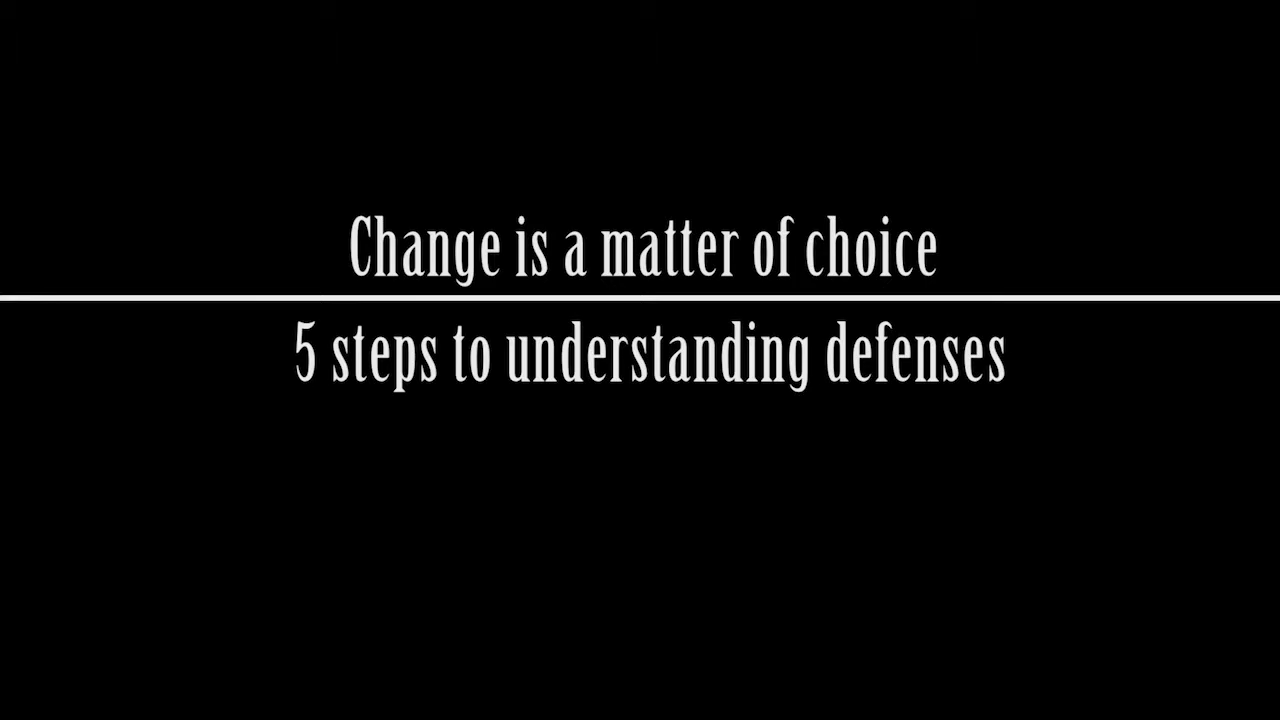 Change is a matter of choice
5 steps to understanding defenses